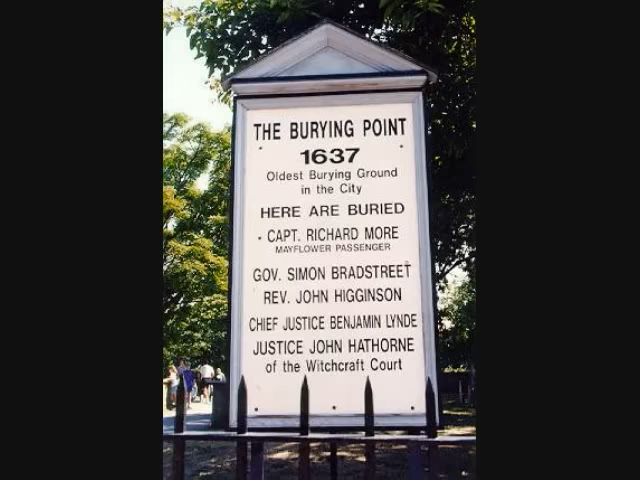 THE BURYING POINT
1637
Oldest Burying Ground
in the City
HERE ARE BURIED
CAPT. RICHARD MORE
MAYFLOWER PASSENGER
GOV. SIMON BRADSTREET
REV. JOHN HIGGINSON
CHIEF JUSTICE BENJAMIN LYNDE
JUSTICE JOHN HATHORNE
of the Witchcraft Court